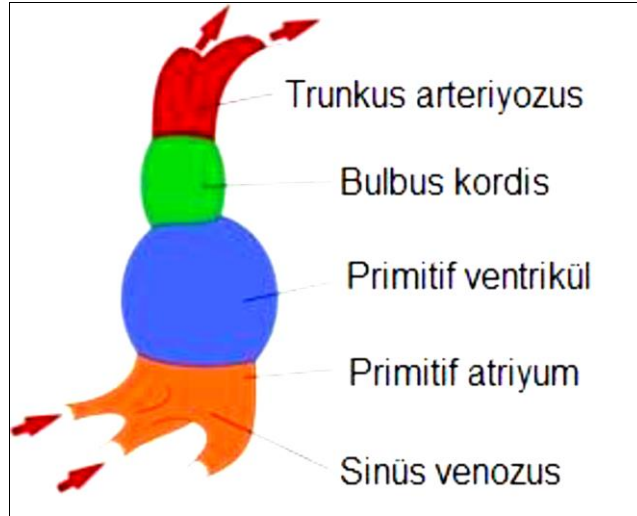 Trunkus arteriyozus
Bulbus kordis
Primitif ventrikül
Primitif atriyum
Sinüs venozus